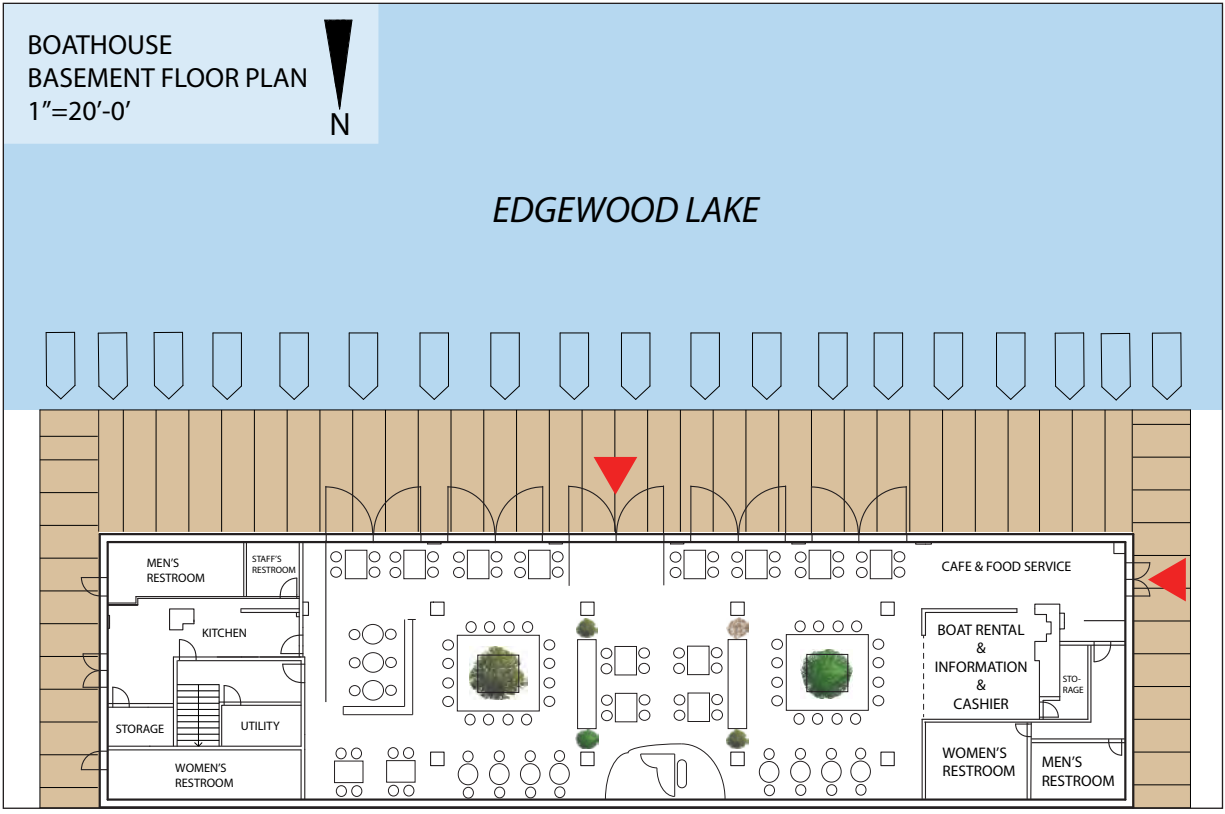 BOATHOUSE
BASEMENT FLOOR PLAN
1”=20’-0’
N
EDGEWOOD LAKE
MEN’S
RESTROOM
STAFF’S
RESTROOM
CAFE & FOOD SERVICE
KITCHEN
BOAT RENTAL
&
INFORMATION
&
CASHIER
STO-
RAGE
STORAGE
UTILITY
WOMEN’S
RESTROOM
WOMEN’S
RESTROOM
MEN’S
RESTROOM